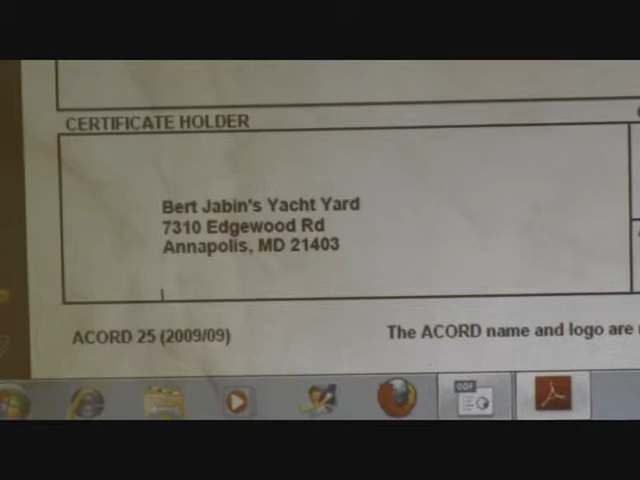 CERTIFICATE HOLDER
Bert Jabin's Yacht Yard
7310 Edgewood Rd
Annapolis, MD 21403
ACORD 25 (2009/09)
The ACORD name and logo are